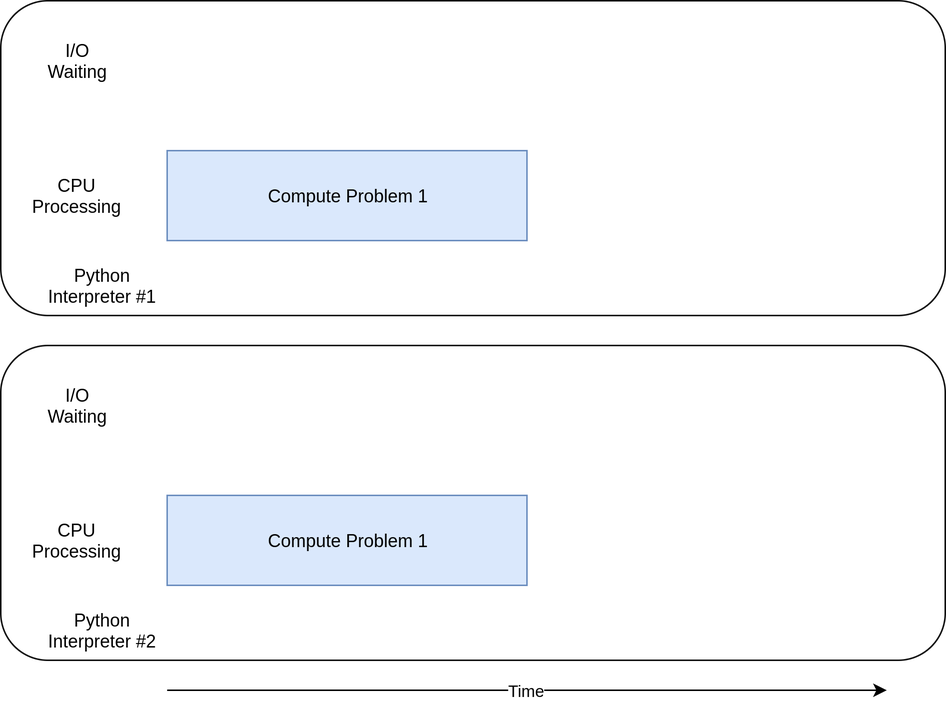 I/O
Waiting
Compute Problem 1
CPU
Processing
Python
Interpreter #1
I/O
Waiting
Compute Problem 1
CPU
Processing
Python
Interpreter #2
Time